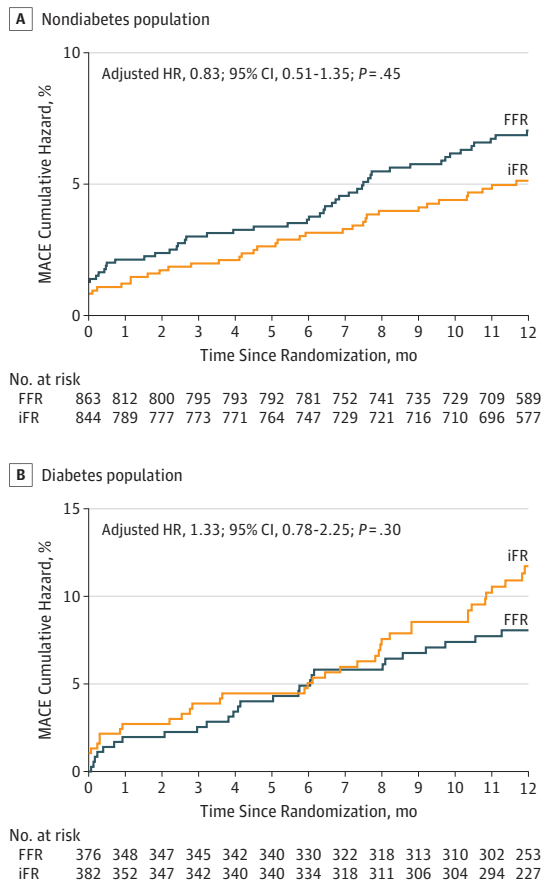 A Nondiabetes population
10
Adjusted HR, 0.83; 95% CI, 0.51-1.35; P=.45
FFR
iFR
5
0
MACE Cumulative Hazard, %
0 1 2 3 4 5 6 7 8 9 10 11 12
Time Since Randomization, mo
No. at risk
FFR 863 812 800 795 793 792 781 752 741 735 729 709 589
iFR 844 789 777 773 771 764 747 729 721 716 710 696 577
B Diabetes population
15
Adjusted HR, 1.33; 95% CI, 0.78-2.25; P=.30
iFR
10
FFR
5
0
MACE Cumulative Hazard, %
0 1 2 3 4 5 6 7 8 9 10 11 12
Time Since Randomization, mo
No. at risk
FFR 376 348 347 345 342 340 330 322 318 313 310 302 253
iFR 382 352 347 342 340 340 334 318 311 306 304 294 227